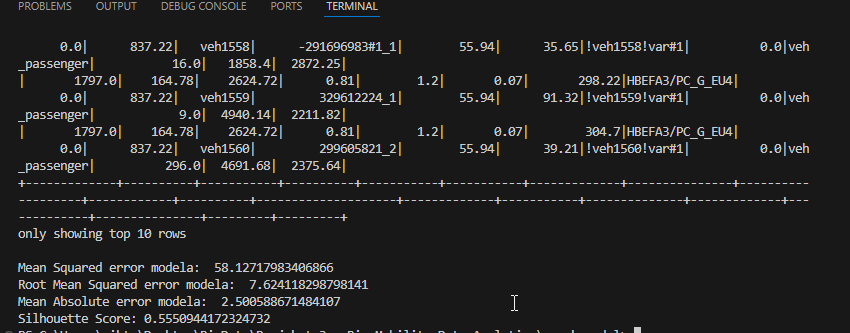 PROBLEMS OUTPUT DEBUG CONSOLE PORTS TERMINAL
0.0| 837.22| veh1558| -291696983#1_1| 55.94| 35.65|!veh1558!var#1| 0.0|veh
_passenger| 16.0| 1858.4| 2872.25|
| 1797.0| 164.78| 2624.72| 0.81| 1.2| 0.07| 298.22|HBEFA3/PC_G_EU4|
0.0| 837.22| veh1559| 329612224_1| 55.94| 91.32|!veh1559!var#1| 0.0|veh
_passenger| 9.0| 4940.14| 2211.82|
| 1797.0| 164.78| 2624.72| 0.81| 1.2| 0.07| 304.7|HBEFA3/PC_G_EU4|
0.0| 837.22| veh1560| 299605821_2| 55.94| 39.21|!veh1560!var#1| 0.0|veh
_passenger| 296.0| 4691.68| 2375.64|
+-------------+----------+-----------+-----------+-----------+----------+-------------+---------------+----------
---------+-----------+--------------------+-------------+-----------+---------------+-----------+---
----------+---------------+----------+---------+
only showing top 10 rows
Mean Squared error modela: 58.12717983406866
Root Mean Squared error modela: 7.624118298798141
Mean Absolute error modela: 2.500588671484107
Silhouette Score: 0.5550944172324732